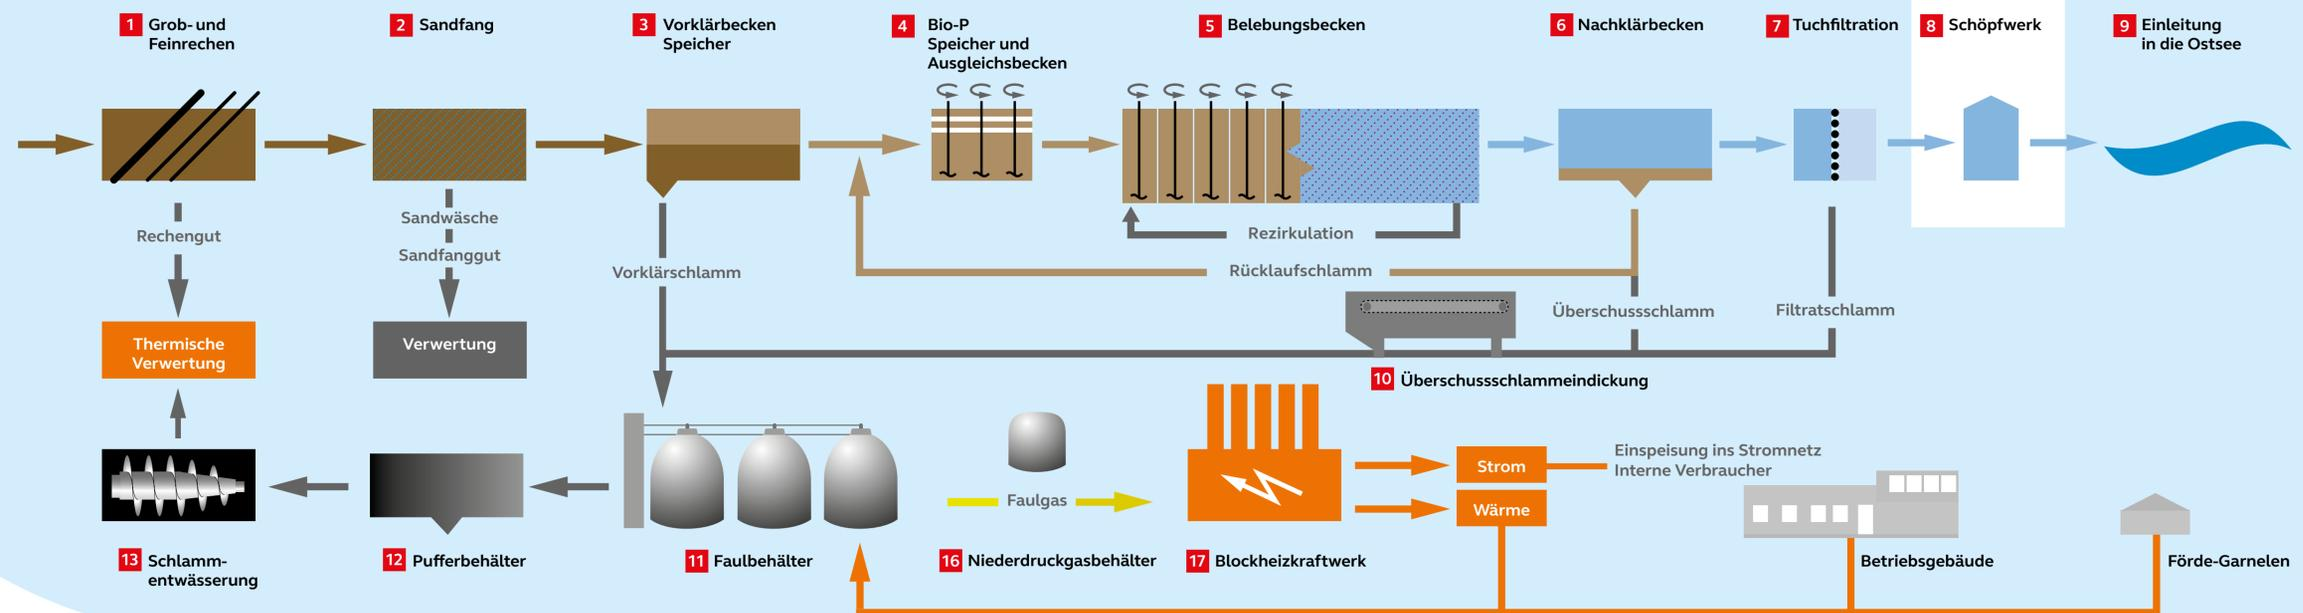 1 Grob- und
Feinrechen
2 Sandfang
3 Vorklärbecken
Speicher
4 Bio-P
Speicher und
Ausgleichsbecken
5 Belebungsbecken
6 Nachklärbecken
7 Tuchfiltration
8 Schöpfwerk
9 Einleitung
in die Ostsee
Rechengut
Sandwäsche
Sandfanggut
Vorklärschlamm
Rezirkulation
Rücklaufschlamm
Überschussschlamm
Filtratschlamm
Thermische
Verwertung
Verwertung
10 Überschussschlammeindickung
Faulgas
Strom
Wärme
Einspeisung ins Stromnetz
Interne Verbraucher
13 Schlamm-
entwässerung
12 Pufferbehälter
11 Faulbehälter
16 Niederdruckgasbehälter
17 Blockheizkraftwerk
Betriebsgebäude
Förde-Garnelen